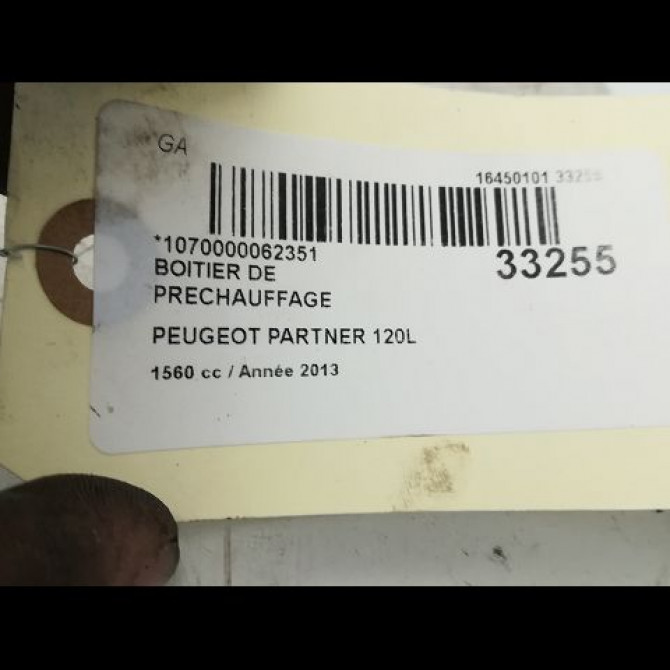 GA
16450101 33255
*1070000062351
33255
BOITIER DE
PRECHAUFFAGE
PEUGEOT PARTNER 120L
1560 cc / Année 2013